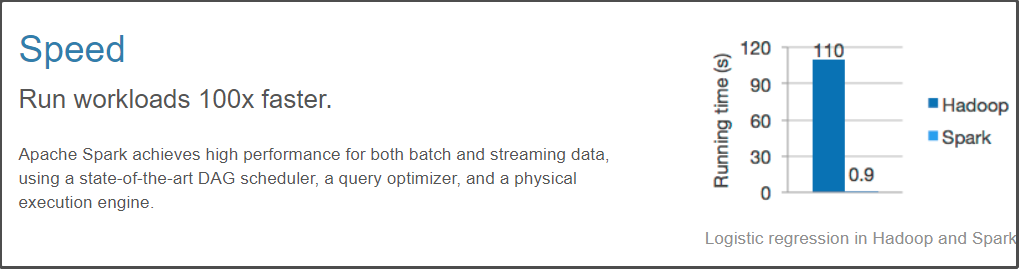 Speed
Run workloads 100x faster.
Apache Spark achieves high performance for both batch and streaming data,
using a state-of-the-art DAG scheduler, a query optimizer, and a physical
execution engine.
Running time (s)
120
90
60
30
0
110
0.9
Hadoop
Spark
Logistic regression in Hadoop and Spark